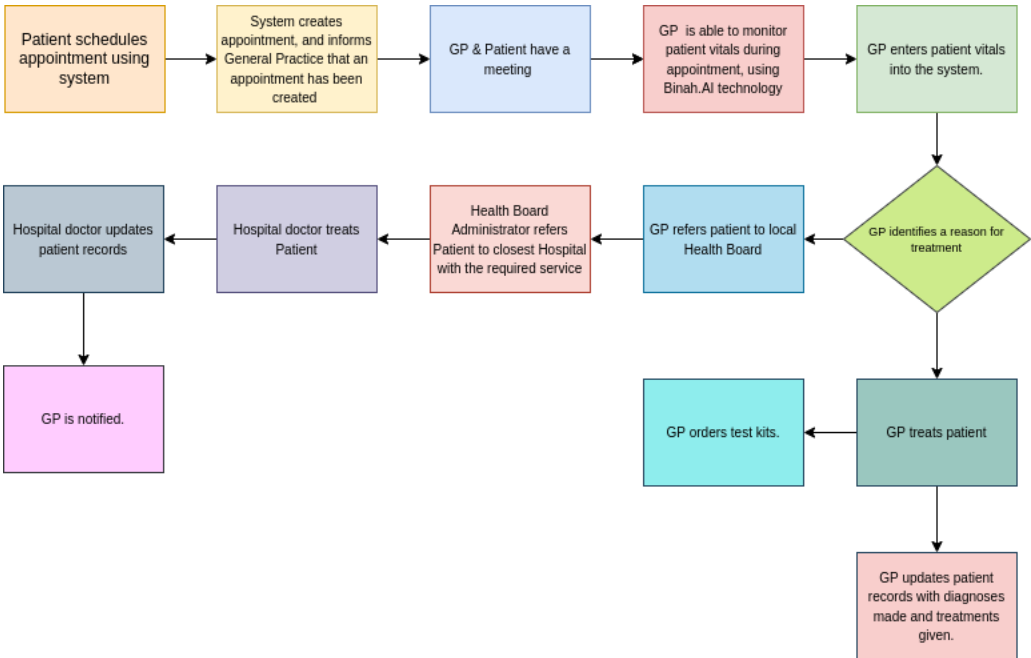 Patient schedules
appointment using
system
System creates
appointment, and informs
General Practice that an
appointment has been
created
GP & Patient have a
meeting
GP  is able to monitor
patient vitals during
appointment, using
Binah.AI technology
GP enters patient vitals
into the system.
GP identifies a reason for
treatment
GP refers patient to local
Health Board
Health Board
Administrator refers
Patient to closest Hospital
with the required service
Hospital doctor treats
Patient
Hospital doctor updates
patient records
GP is notified.
GP treats patient
GP orders test kits.
GP updates patient
records with diagnoses
made and treatments
given.